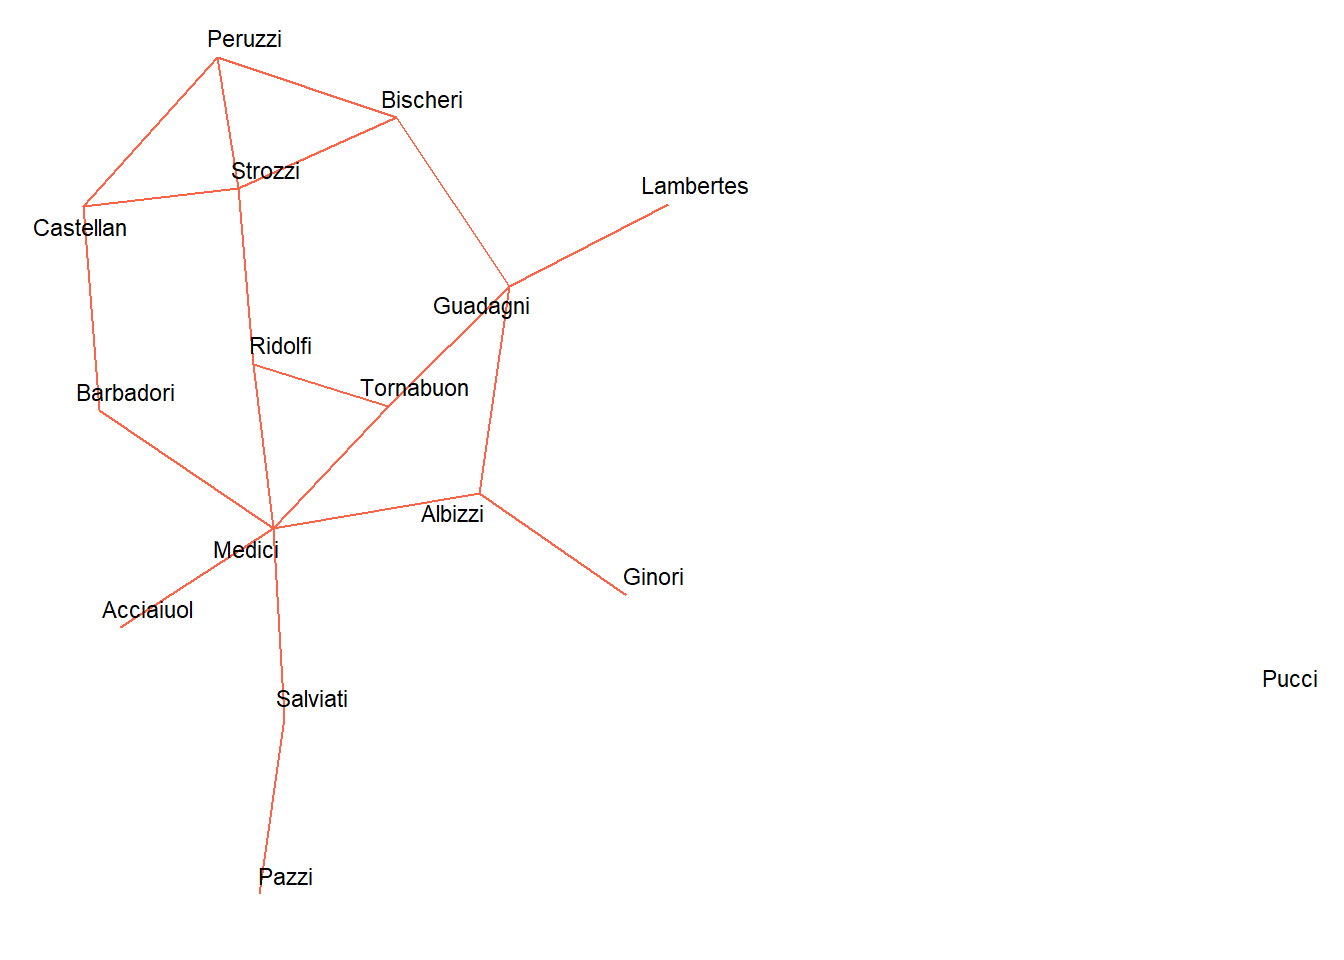 Peruzzi
Bischeri
Strozzi
Lambertes
Castellan
Guadagni
Ridolfi
Tornabuon
Barbadori
Albizzi
Medici
Ginori
Acciaiuol
Pucci
Salviati
Pazzi